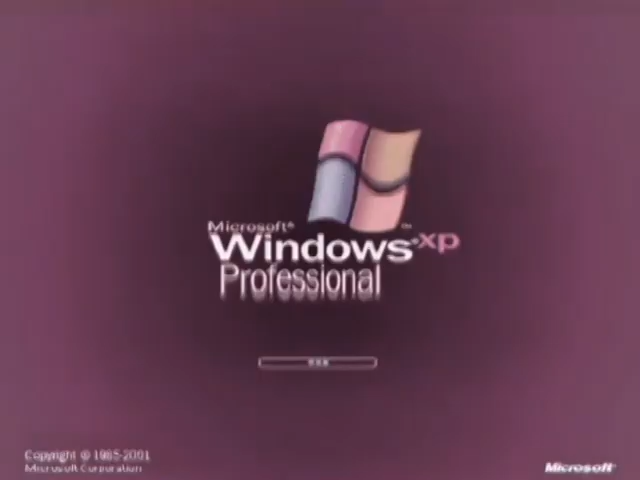 Microsoft®
Windows xp
Professional
Copyright © 1985-2001
Microsoft Corporation
Microsoft